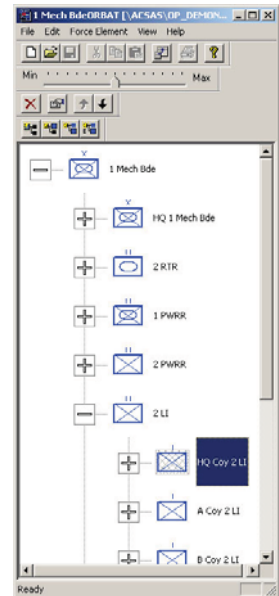 1 Mech BdeORBAT [\\ACSAS\OP_DEMON...
File Edit Force Element View Help
Min Max
X
1 Mech Bde
X
HQ 1 Mech Bde
II
2 RTR
II
1 PWRR
II
2 PWRR
II
2 LI
I
HQ Coy 2 LI
I
A Coy 2 LI
I
B Coy 2 LI
Ready